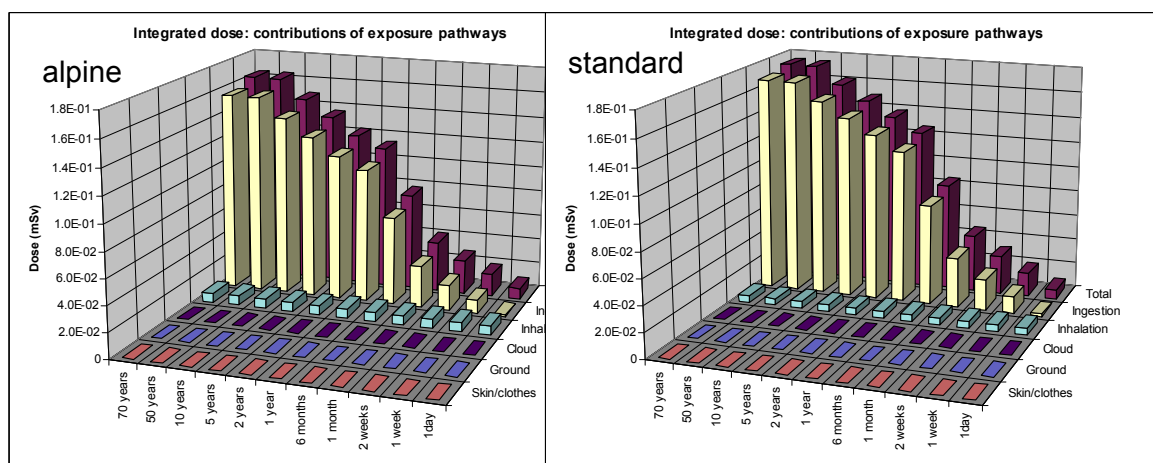 Integrated dose: contributions of exposure pathways
alpine
1.8E-01
1.6E-01
1.4E-01
1.2E-01
1.0E-01
8.0E-02
6.0E-02
4.0E-02
2.0E-02
0
Dose (mSv)
70 years
50 years
10 years
5 years
2 years
1 year
6 months
1 month
2 weeks
1 week
1day
In
Inhal
Cloud
Ground
Skin/clothes
Integrated dose: contributions of exposure pathways
standard
1.8E-01
1.6E-01
1.4E-01
1.2E-01
1.0E-01
8.0E-02
6.0E-02
4.0E-02
2.0E-02
0
Dose (mSv)
70 years
50 years
10 years
5 years
2 years
1 year
6 months
1 month
2 weeks
1 week
1day
Total
Ingestion
Inhalation
Cloud
Ground
Skin/clothes